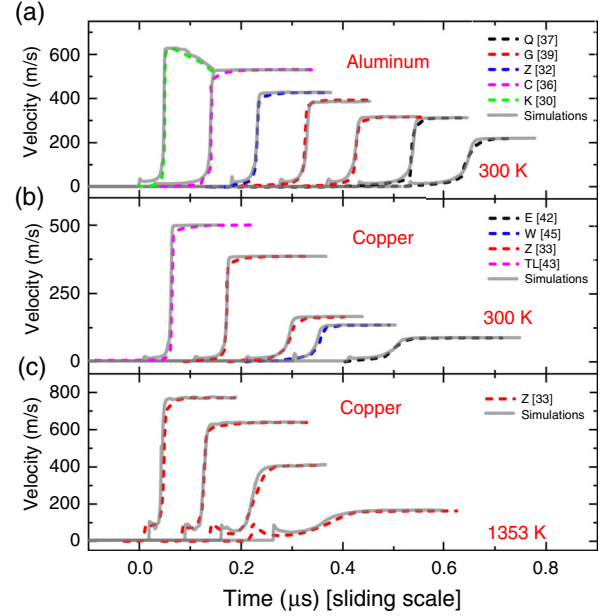 (a)
600
400
200
0
Velocity (m/s)
Aluminum
Q [37]
G [39]
Z [32]
C [36]
K [30]
Simulations
300 K
(b)
500
250
0
Velocity (m/s)
Copper
E [42]
W [45]
Z [33]
TL[43]
Simulations
300 K
(c)
800
600
400
200
0
Velocity (m/s)
Copper
Z [33]
Simulations
1353 K
0.0 0.2 0.4 0.6 0.8
Time (μs) [sliding scale]